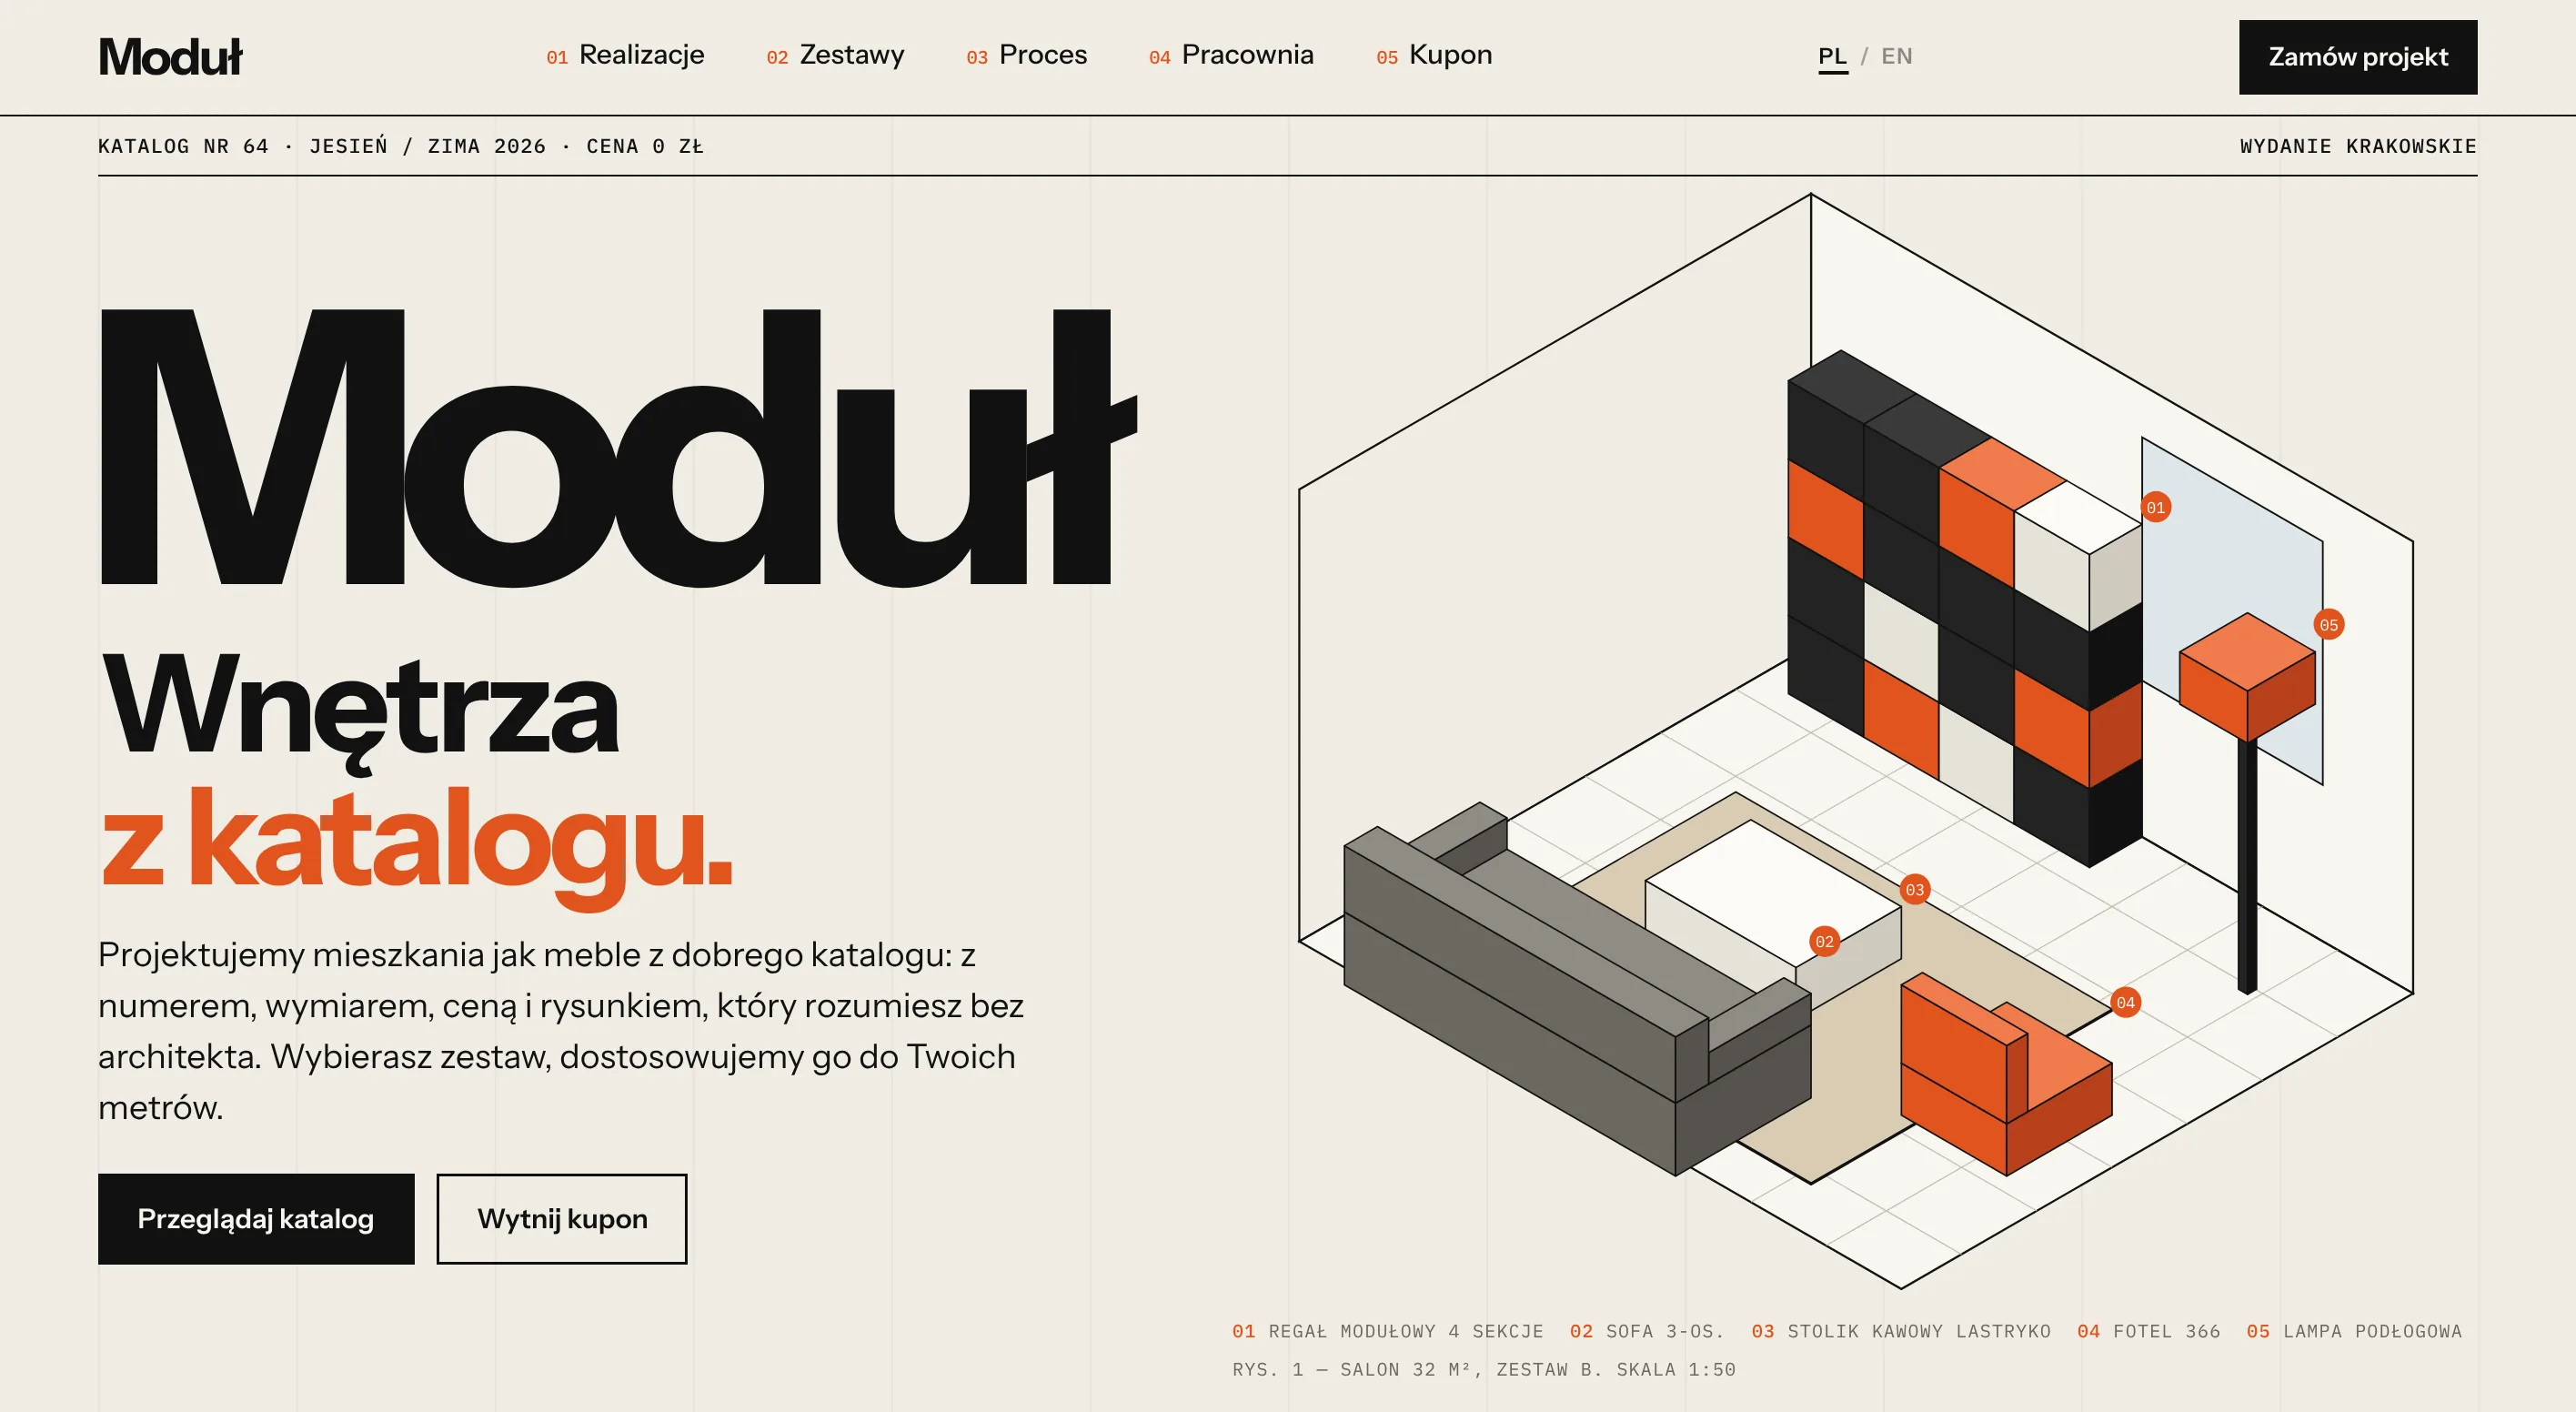 Moduł
01 Realizacje 02 Zestawy 03 Proces 04 Pracownia 05 Kupon
PL / EN
Zamów projekt
KATALOG NR 64 · JESIEŃ / ZIMA 2026 · CENA 0 ZŁ
WYDANIE KRAKOWSKIE
Moduł
Wnętrza
z katalogu.
Projektujemy mieszkania jak meble z dobrego katalogu: z
numerem, wymiarem, ceną i rysunkiem, który rozumiesz bez
architekta. Wybierasz zestaw, dostosowujemy go do Twoich
metrów.
Przeglądaj katalog
Wytnij kupon
01
05
03
02
04
01 REGAŁ MODUŁOWY 4 SEKCJE 02 SOFA 3-OS. 03 STOLIK KAWOWY LASTRYKO 04 FOTEL 366 05 LAMPA PODŁOGOWA
RYS. 1 — SALON 32 M², ZESTAW B. SKALA 1:50